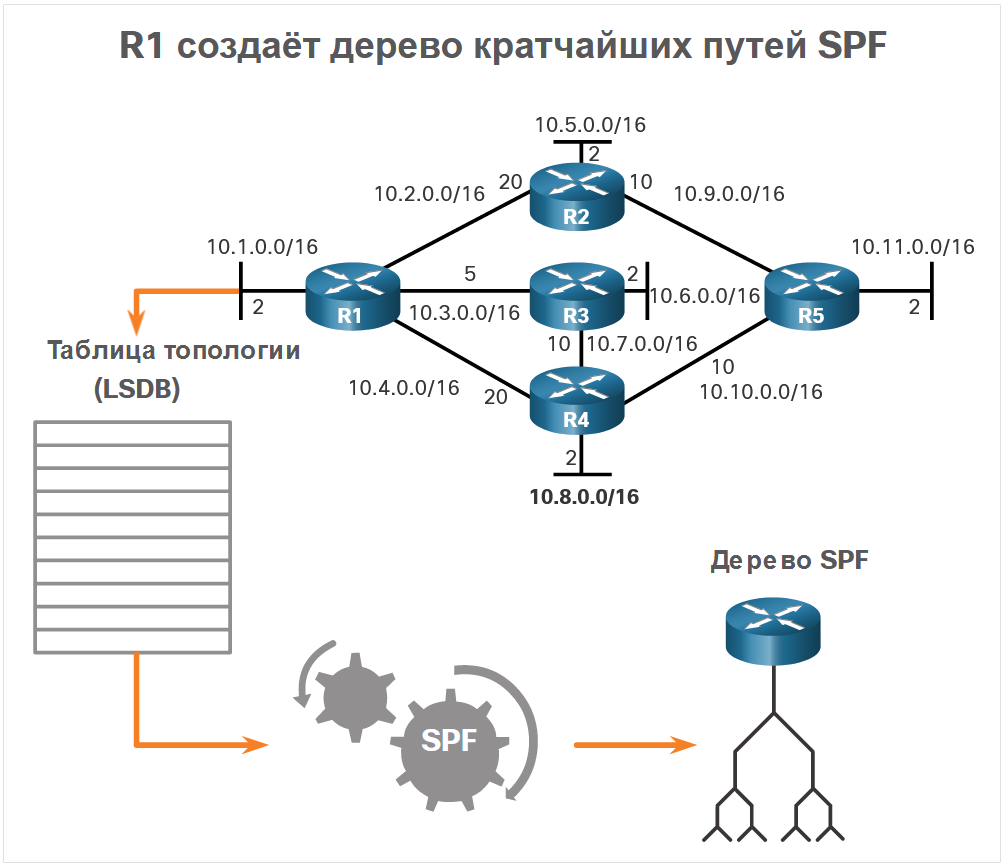 R1 создаёт дерево кратчайших путей SPF
10.5.0.0/16
2
10.2.0.0/16
20
10
10.9.0.0/16
R2
10.1.0.0/16
10.11.0.0/16
5
2
2
R1
10.3.0.0/16
R3
10.6.0.0/16
R5
2
Таблица топологии
(LSDB)
10
10.7.0.0/16
10.4.0.0/16
20
R4
10
10.10.0.0/16
2
10.8.0.0/16
Дерево SPF
SPF